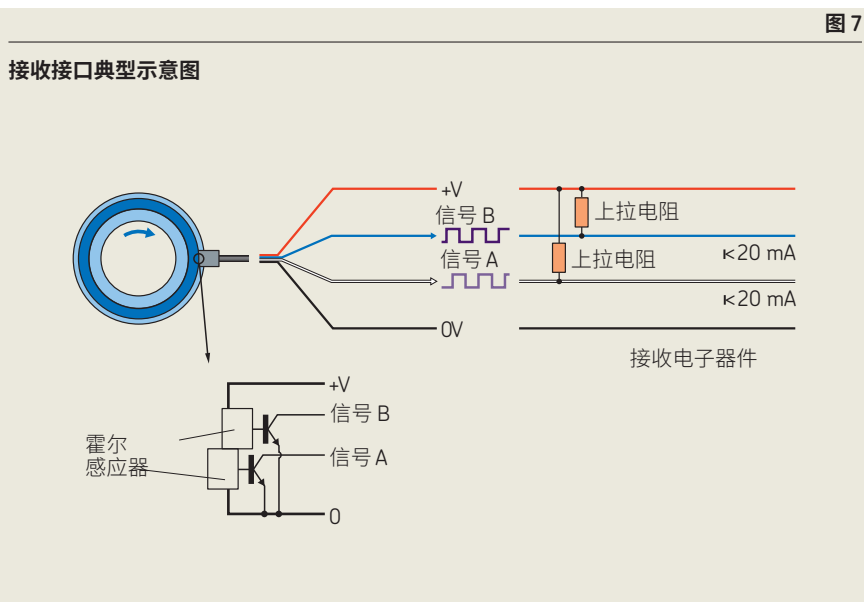 图 7
接收接口典型示意图
+V
信号 B
上拉电阻
信号 A
上拉电阻
<20 mA
<20 mA
0V
接收电子器件
+V
信号 B
霍尔
感应器
信号 A
0